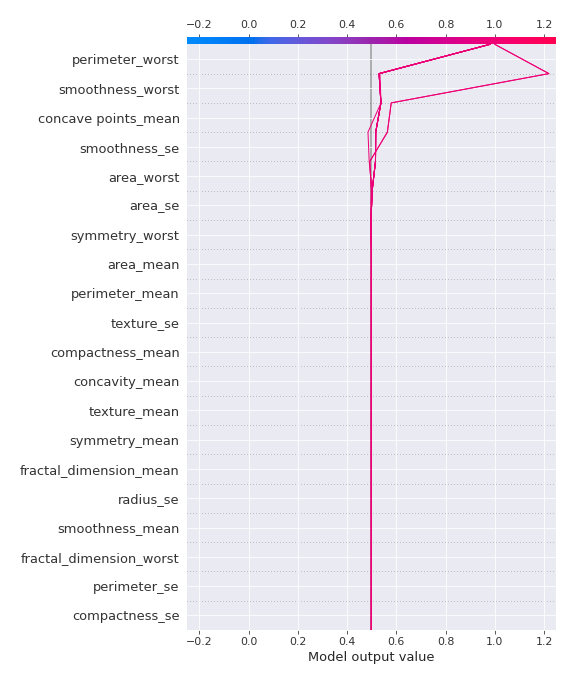 −0.2 0.0 0.2 0.4 0.6 0.8 1.0 1.2
perimeter_worst
smoothness_worst
concave points_mean
smoothness_se
area_worst
area_se
symmetry_worst
area_mean
perimeter_mean
texture_se
compactness_mean
concavity_mean
texture_mean
symmetry_mean
fractal_dimension_mean
radius_se
smoothness_mean
fractal_dimension_worst
perimeter_se
compactness_se
−0.2 0.0 0.2 0.4 0.6 0.8 1.0 1.2
Model output value